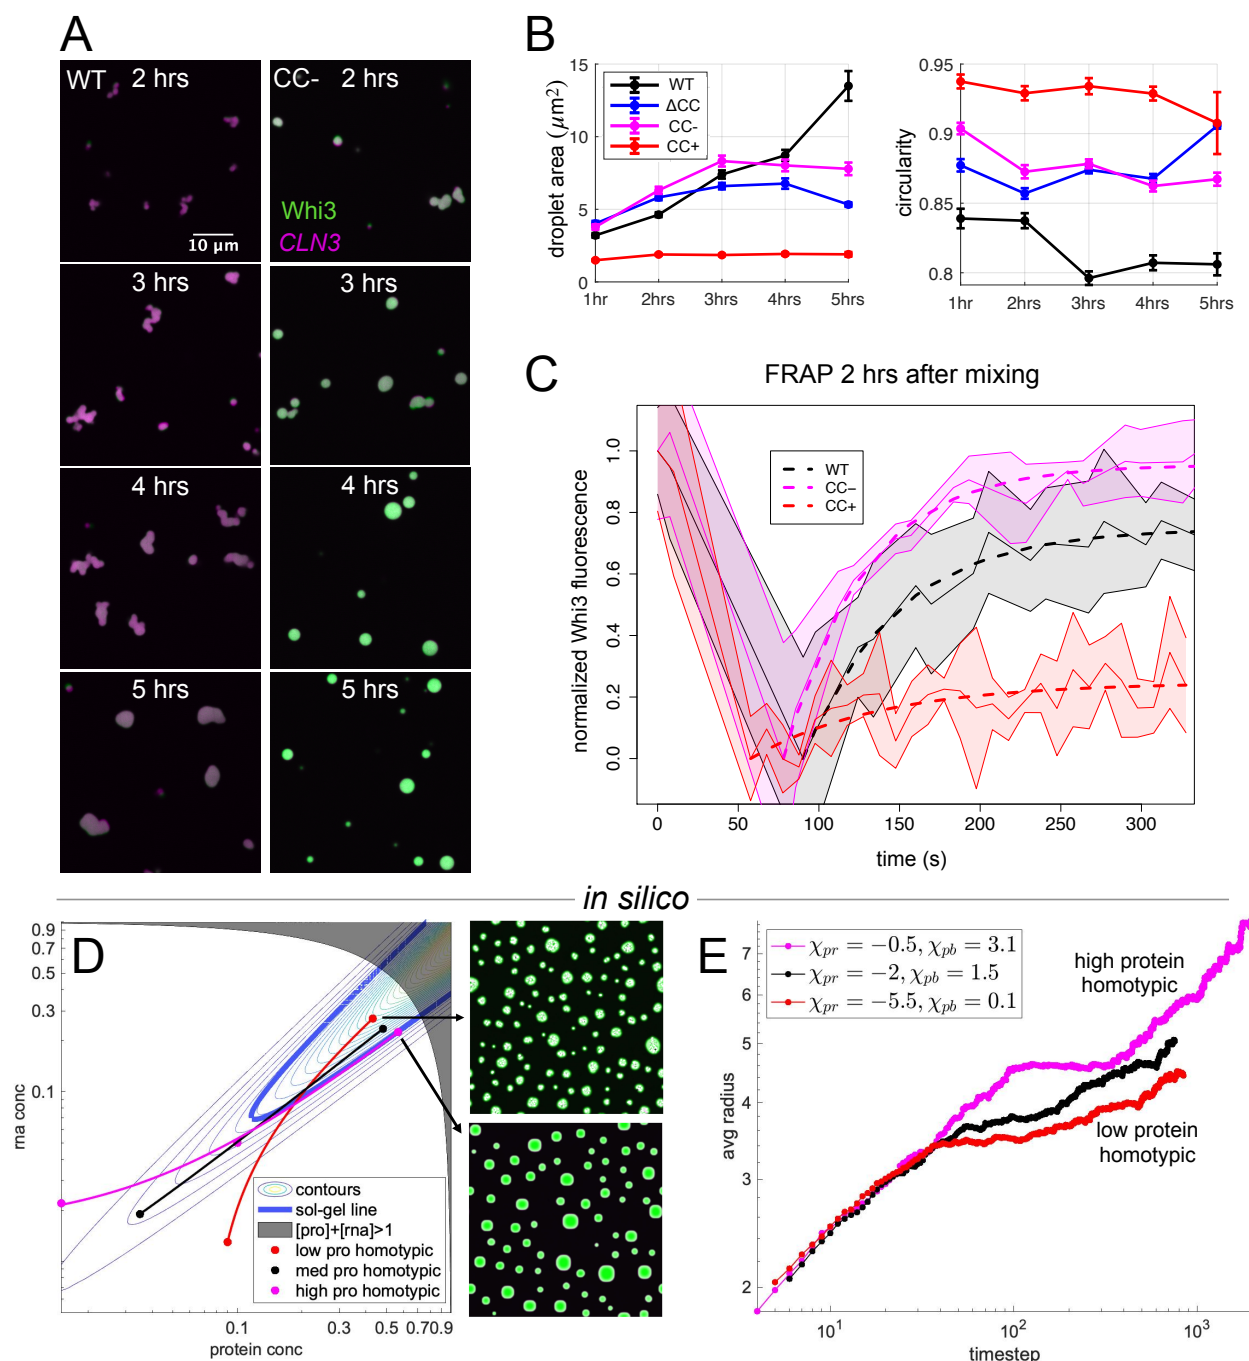 A
WT
2 hrs
CC-
2 hrs
Whi3
CLN3
10 µm
3 hrs
3 hrs
4 hrs
4 hrs
5 hrs
5 hrs
B
droplet area (µm²)
15
10
5
0
WT
ΔCC
CC-
CC+
1hr 2hrs 3hrs 4hrs 5hrs
circularity
0.95
0.9
0.85
0.8
1hr 2hrs 3hrs 4hrs 5hrs
C
FRAP 2 hrs after mixing
normalized Whi3 fluorescence
1.0
0.8
0.6
0.4
0.2
0.0
WT
CC−
CC+
0 50 100 150 200 250 300
time (s)
in silico
D
rna conc
0.9
0.7
0.5
0.3
0.1
contours
sol-gel line
[pro]+[rna]>1
low pro homotypic
med pro homotypic
high pro homotypic
0.1 0.3 0.5 0.7 0.9
protein conc
E
avg radius
7
6
5
4
3
2
χpr = −0.5, χpb = 3.1
χpr = −2, χpb = 1.5
χpr = −5.5, χpb = 0.1
high protein
homotypic
low protein
homotypic
10¹ 10² 10³
timestep